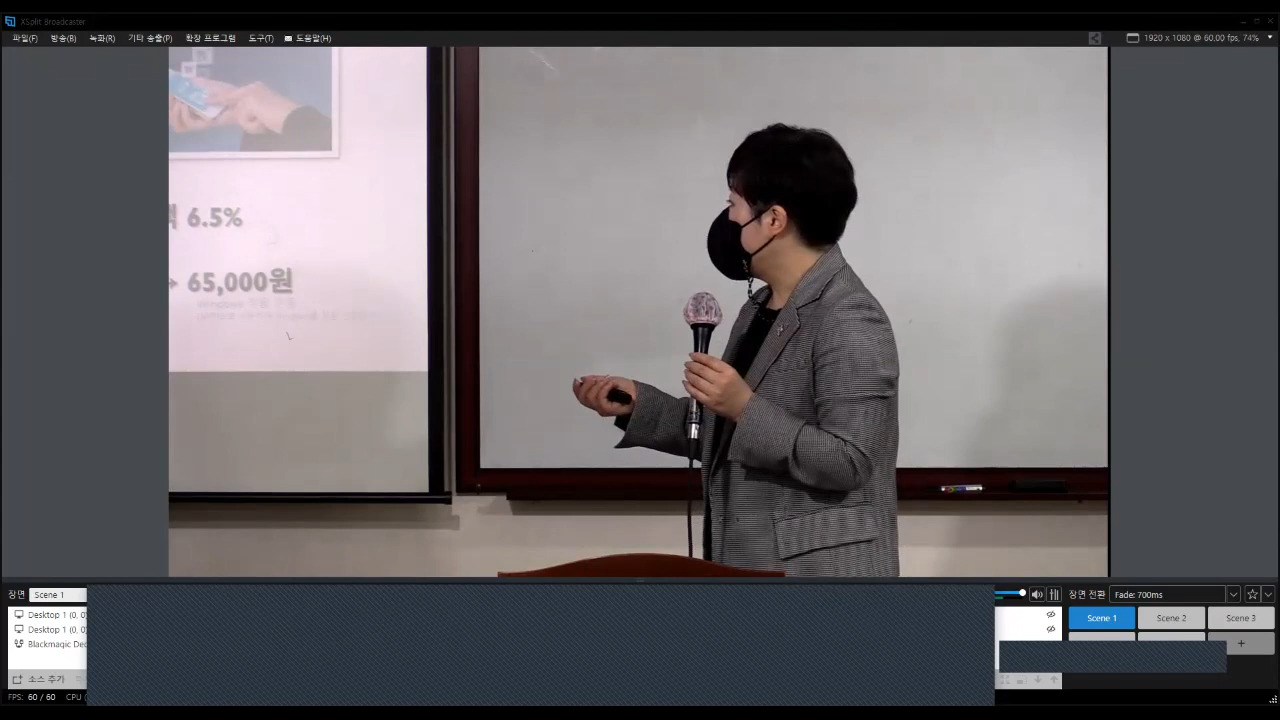 XSplit Broadcaster
파일(F) 방송(B) 녹화(R) 기타 송출(P) 확장 프로그램 도구(T) 도움말(H)
1920 x 1080 @ 60.00 fps, 74%
6.5%
65,000원
장면 Scene 1
장면 전환 Fade: 700ms
Desktop 1 (0, 0)
Desktop 1 (0, 0)
Blackmagic Dec
Scene 1 Scene 2 Scene 3
+
소스 추가
FPS: 60 / 60 CPU (